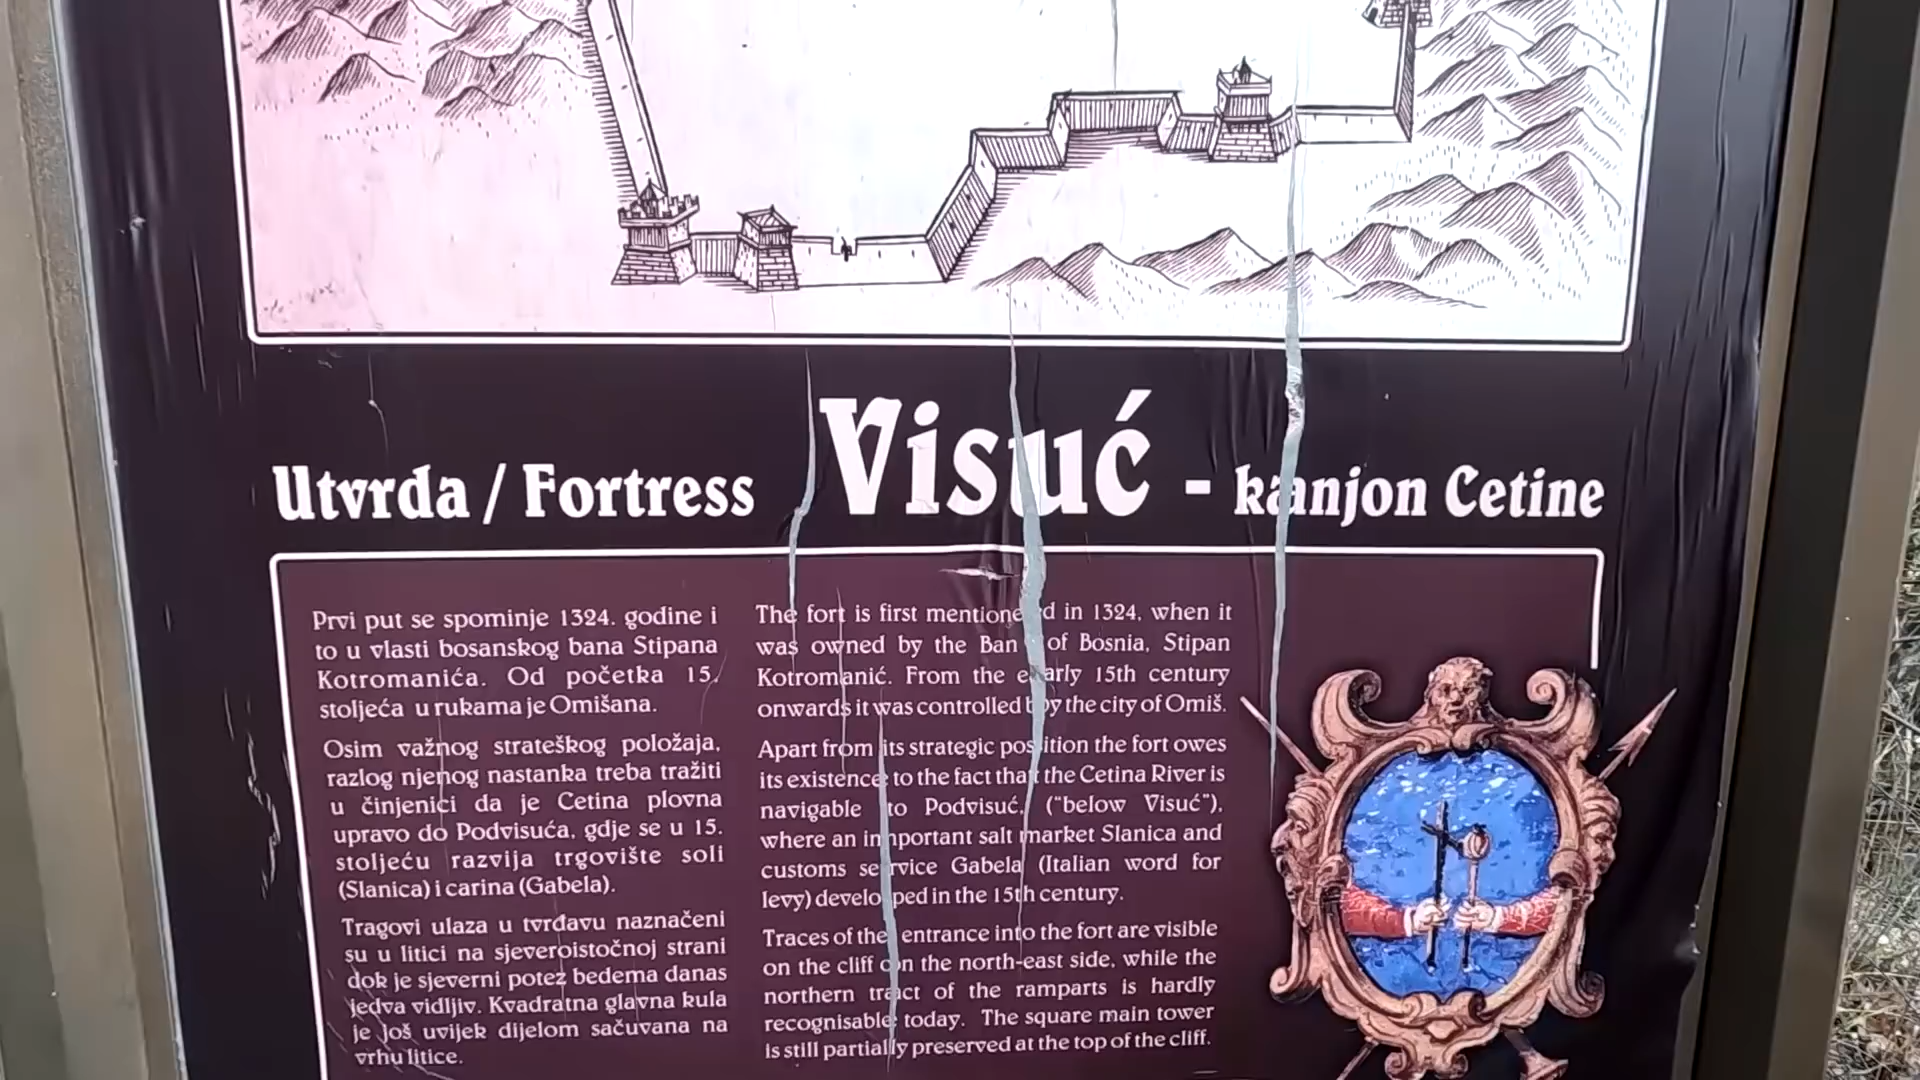 Utvrda / Fortress Visuć - kanjon Cetine
Prvi put se spominje 1324. godine i
to u vlasti bosanskog bana Stipana
Kotromanića. Od početka 15.
stoljeća u rukama je Omišana.
Osim važnog strateškog položaja,
razlog njenog nastanka treba tražiti
u činjenici da je Cetina plovna
upravo do Podvisuća, gdje se u 15.
stoljeću razvija trgovište soli
(Slanica) i carina (Gabela).
Tragovi ulaza u tvrđavu naznačeni
su u litici na sjeveroistočnoj strani
dok je sjeverni potez bedema danas
jedva vidljiv. Kvadratna glavna kula
je još uvijek dijelom sačuvana na
vrhu litice.
The fort is first mentioned in 1324, when it
was owned by the Ban of Bosnia, Stipan
Kotromanić. From the early 15th century
onwards it was controlled by the city of Omiš.
Apart from its strategic position the fort owes
its existence to the fact that the Cetina River is
navigable to Podvisuć, ("below Visuć"),
where an important salt market Slanica and
customs service Gabela (Italian word for
levy) developed in the 15th century.
Traces of the entrance into the fort are visible
on the cliff on the north-east side, while the
northern tract of the ramparts is hardly
recognisable today. The square main tower
is still partially preserved at the top of the cliff.